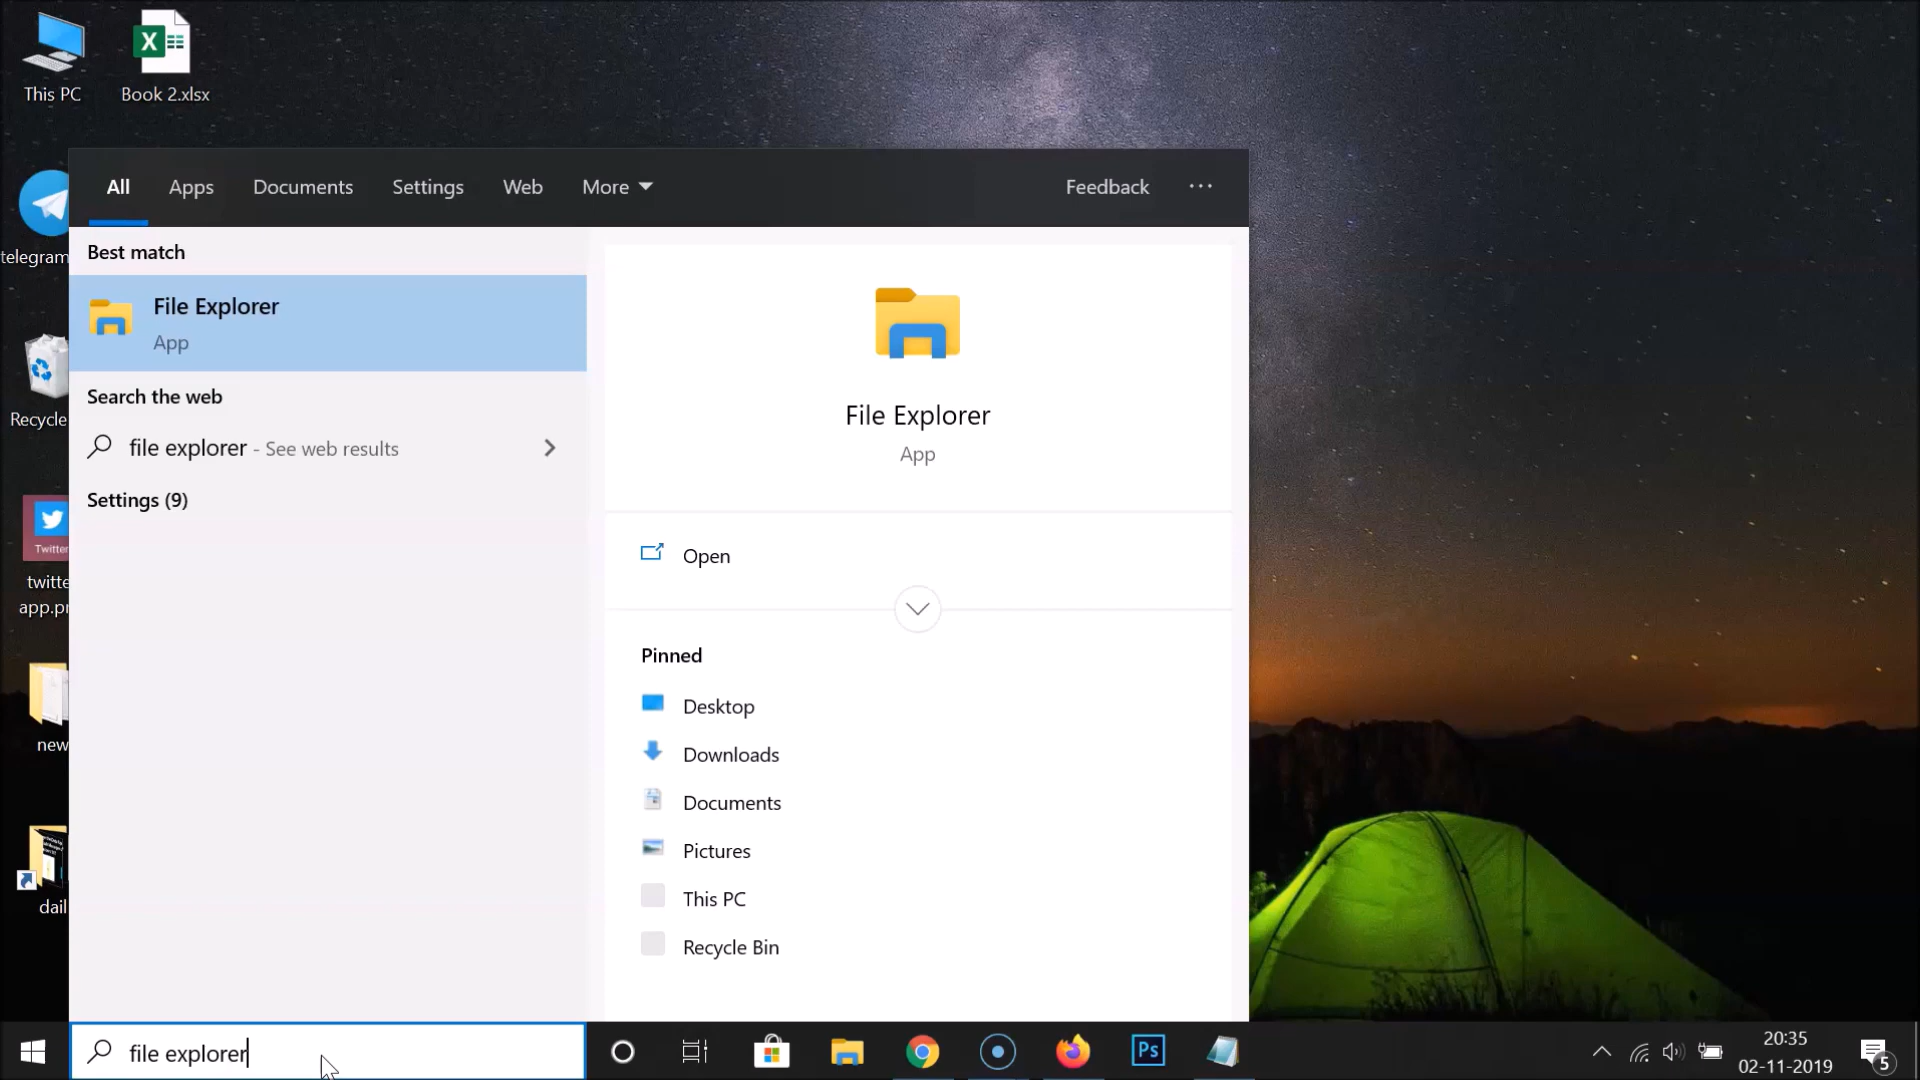 This PC
Book 2.xlsx
All Apps Documents Settings Web More Feedback ...
telegram
Best match
File Explorer
App
File Explorer
App
Search the web
Recycle
file explorer - See web results
Settings (9)
Open
Twitter
twitte
app.pr
Pinned
Desktop
new
Downloads
Documents
Pictures
dail
This PC
Recycle Bin
file explorer
Ps
20:35
02-11-2019
5